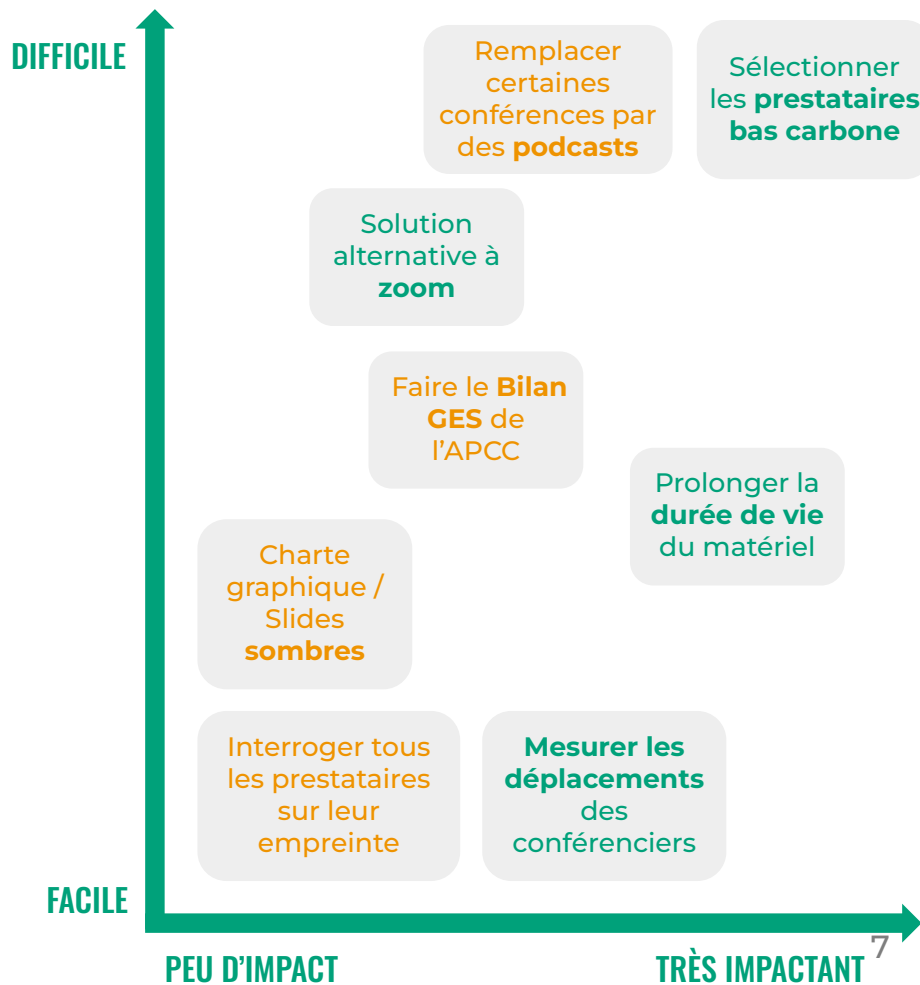 DIFFICILE
Remplacer
certaines
conférences par
des podcasts
Sélectionner
les prestataires
bas carbone
Solution
alternative à
zoom
Faire le Bilan
GES de
l’APCC
Prolonger la
durée de vie
du matériel
Charte
graphique /
Slides
sombres
Interroger tous
les prestataires
sur leur
empreinte
Mesurer les
déplacements
des
conférenciers
FACILE
PEU D’IMPACT
TRÈS IMPACTANT
7